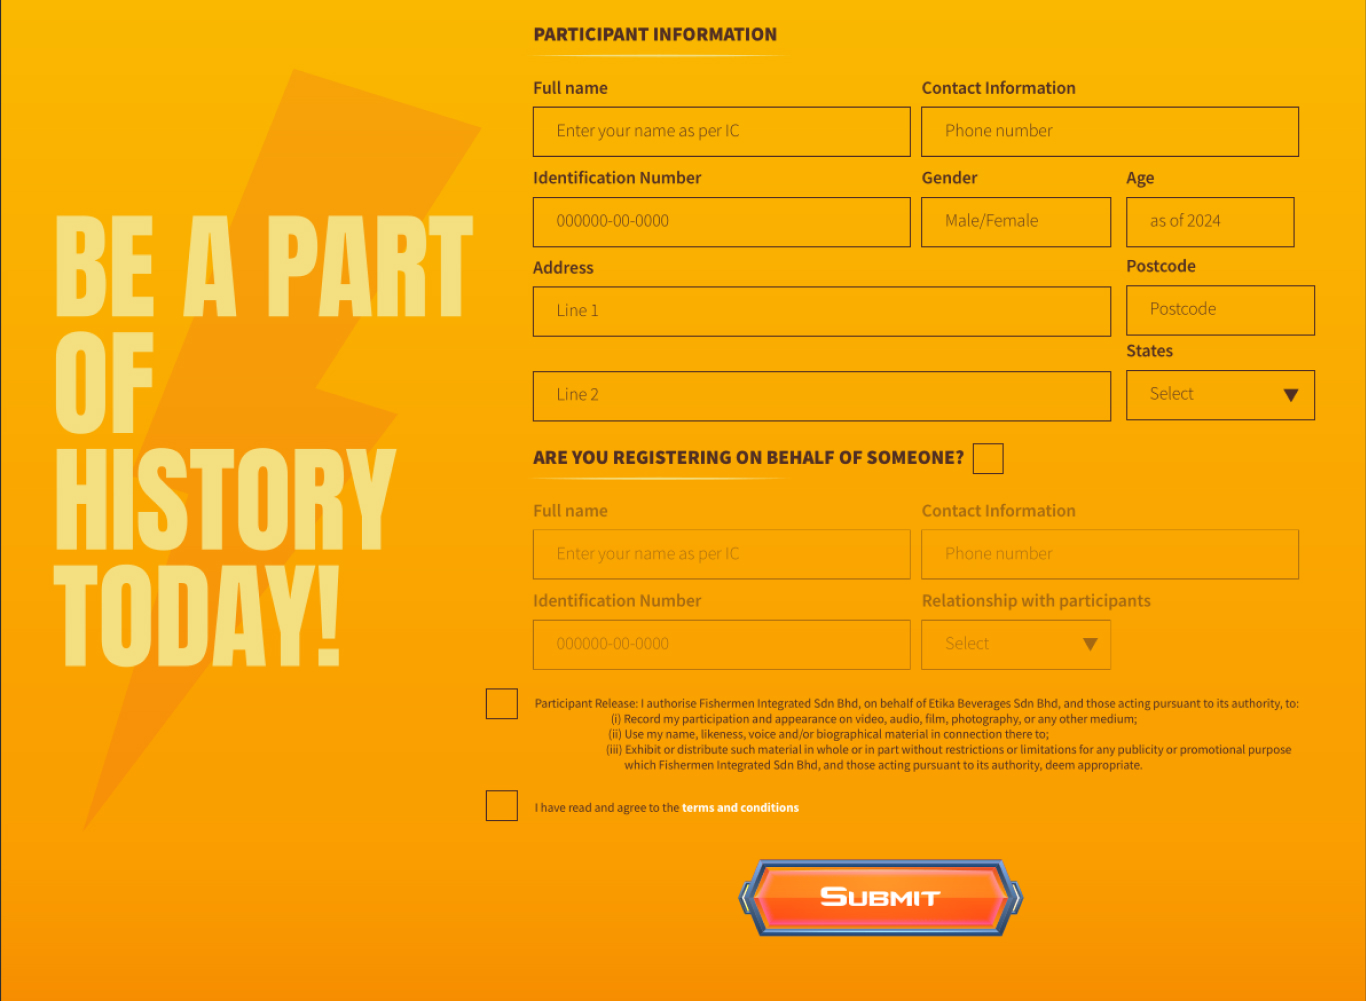 BE A PART
OF
HISTORY
TODAY!
PARTICIPANT INFORMATION
Full name
Contact Information
Enter your name as per IC
Phone number
Identification Number
Gender
Age
000000-00-0000
Male/Female
as of 2024
Address
Postcode
Line 1
Postcode
States
Line 2
Select
ARE YOU REGISTERING ON BEHALF OF SOMEONE?
Full name
Contact Information
Enter your name as per IC
Phone number
Identification Number
Relationship with participants
000000-00-0000
Select
Participant Release: I authorise Fishermen Integrated Sdn Bhd, on behalf of Etika Beverages Sdn Bhd, and those acting pursuant to its authority, to:
(i) Record my participation and appearance on video, audio, film, photography, or any other medium;
(ii) Use my name, likeness, voice and/or biographical material in connection there to;
(iii) Exhibit or distribute such material in whole or in part without restrictions or limitations for any publicity or promotional purpose
which Fishermen Integrated Sdn Bhd, and those acting pursuant to its authority, deem appropriate.
I have read and agree to the terms and conditions
SUBMIT